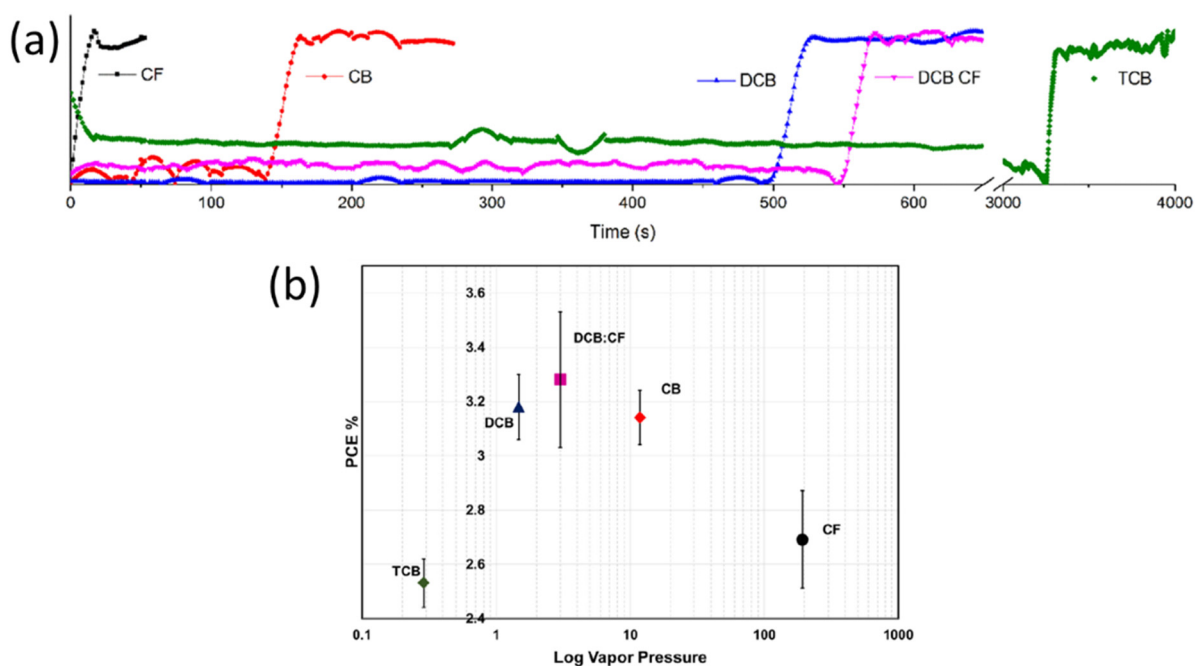 (a)
CF
CB
DCB
DCB CF
TCB
0
100
200
300
400
500
600
3000
4000
Time (s)
(b)
3.6
3.4
3.2
3
2.8
2.6
2.4
PCE %
DCB:CF
DCB
CB
TCB
CF
0.1
1
10
100
1000
Log Vapor Pressure